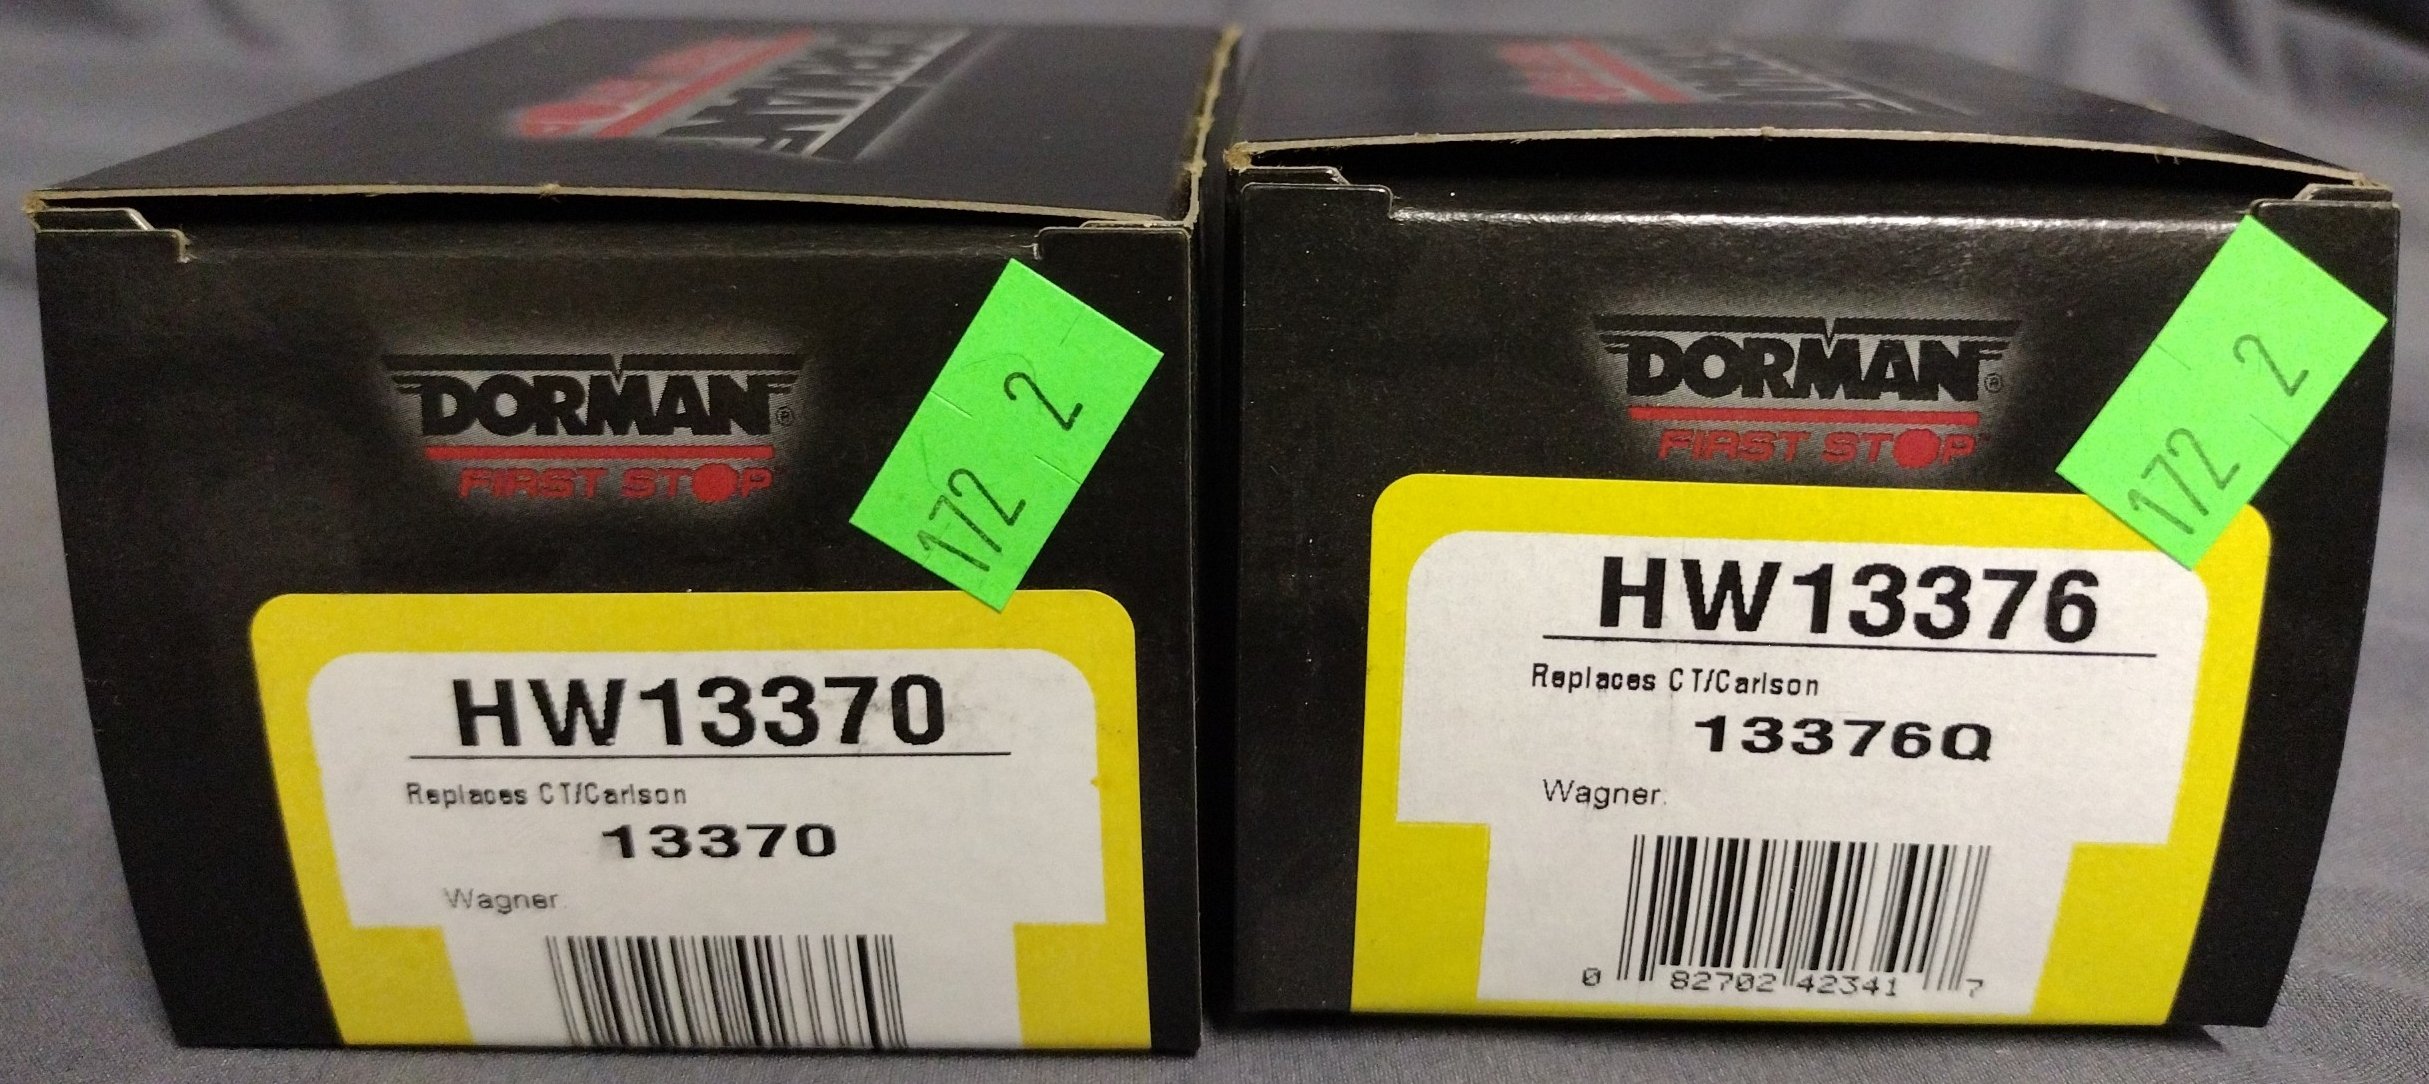 DORMAN®
FIRST STOP
172 2
HW13370
Replaces CT/Carlson
13370
Wagner
DORMAN®
FIRST STOP™
172 2
HW13376
Replaces CT/Carlson
13376Q
Wagner:
0 82702 42341 7